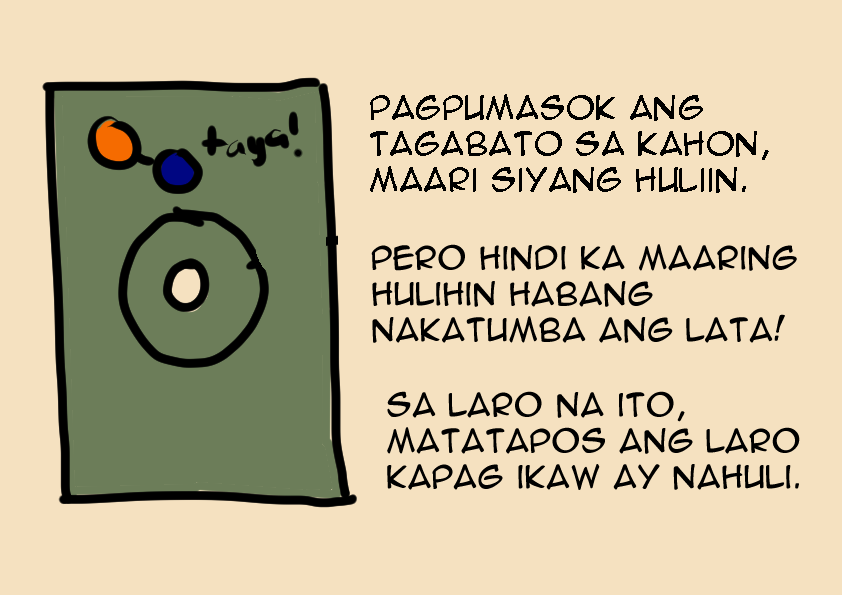 taya!
PAGPUMASOK ANG
TAGABATO SA KAHON,
MAARI SIYANG HULIIN.
PERO HINDI KA MAARING
HULIHIN HABANG
NAKATUMBA ANG LATA!
SA LARO NA ITO,
MATATAPOS ANG LARO
KAPAG IKAW AY NAHULI.